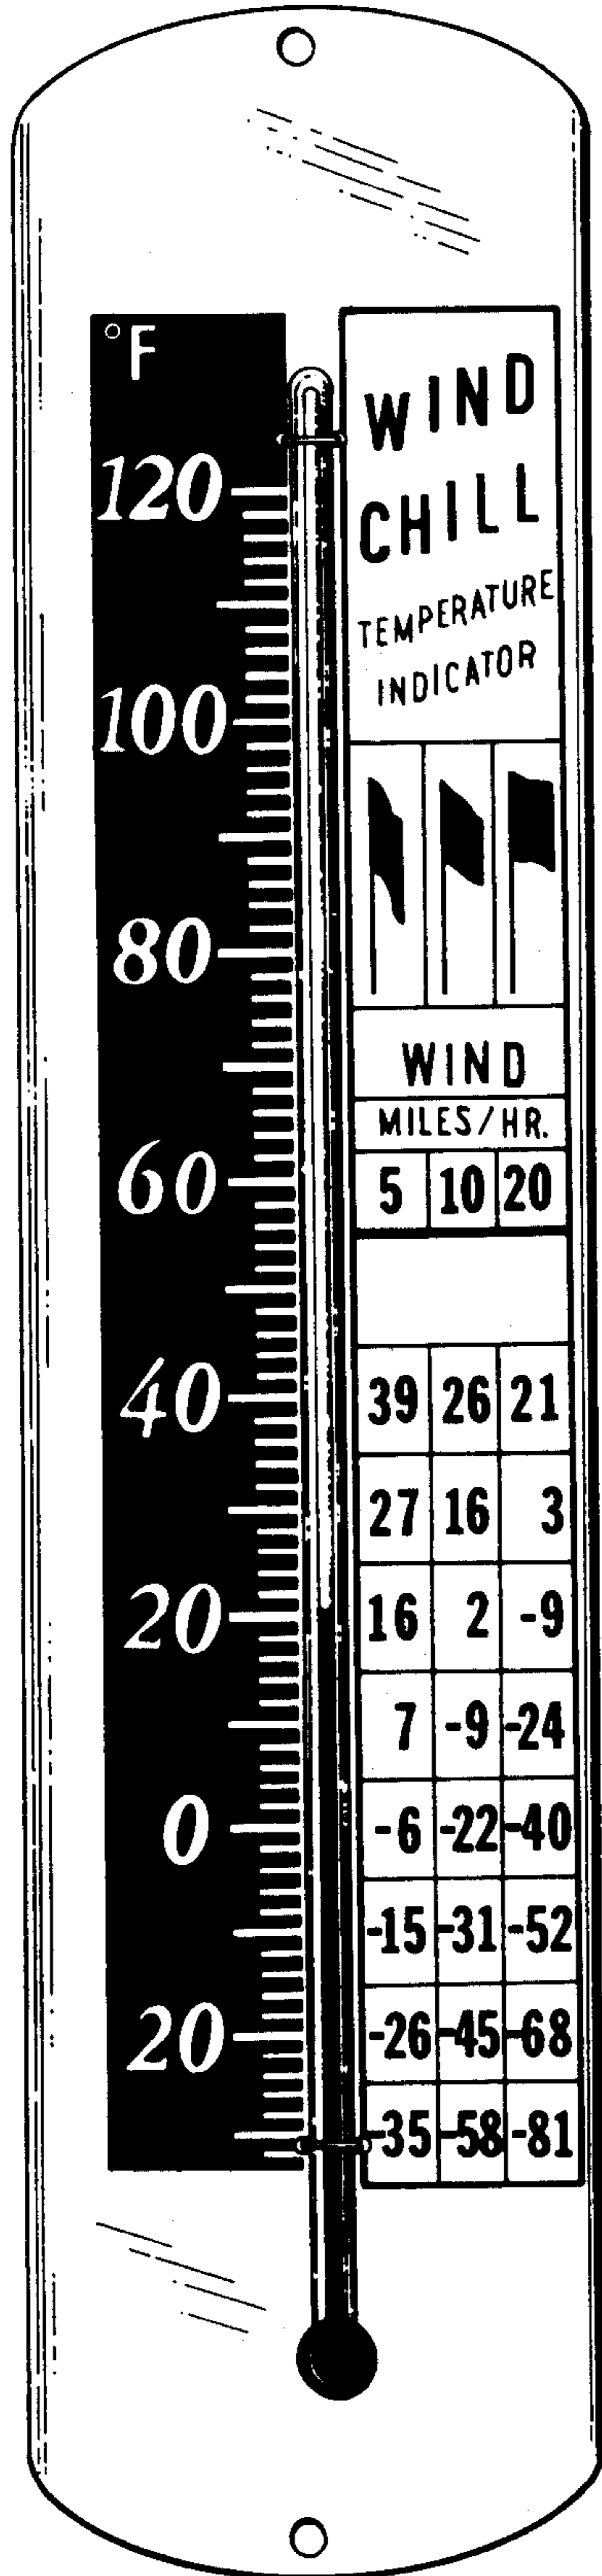 °F
120
100
80
60
40
20
0
20
WIND
CHILL
TEMPERATURE
INDICATOR
WIND
MILES/HR.
5 10 20
39 26 21
27 16 3
16 2 -9
7 -9 -24
-6 -22 -40
-15 -31 -52
-26 -45 -68
-35 -58 -81